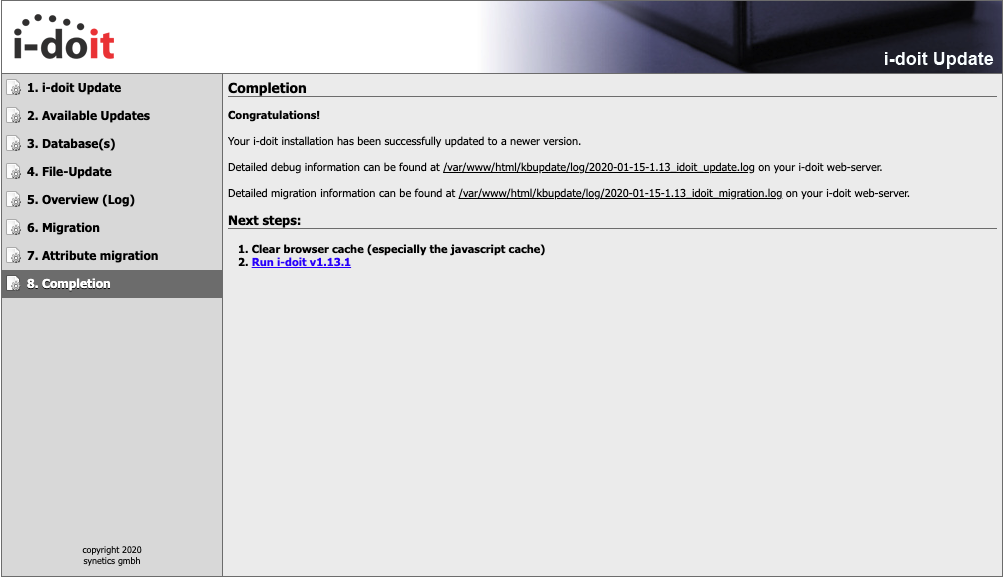 i-doit
i-doit Update
1. i-doit Update
2. Available Updates
3. Database(s)
4. File-Update
5. Overview (Log)
6. Migration
7. Attribute migration
8. Completion
copyright 2020
synetics gmbh
Completion
Congratulations!
Your i-doit installation has been successfully updated to a newer version.
Detailed debug information can be found at /var/www/html/kbupdate/log/2020-01-15-1.13_idoit_update.log on your i-doit web-server.
Detailed migration information can be found at /var/www/html/kbupdate/log/2020-01-15-1.13_idoit_migration.log on your i-doit web-server.
Next steps:
1. Clear browser cache (especially the javascript cache)
2. Run i-doit v1.13.1